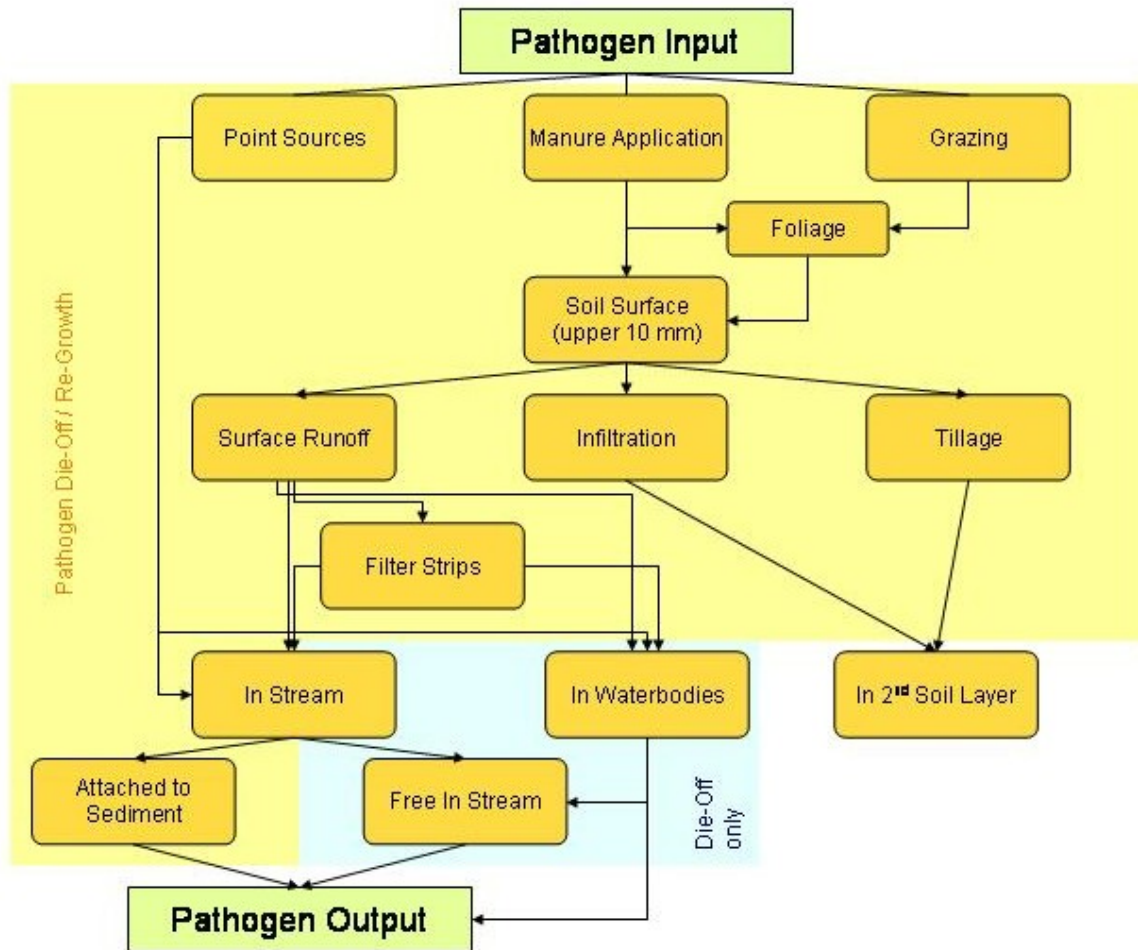 Pathogen Input
Point Sources
Manure Application
Grazing
Foliage
Soil Surface
(upper 10 mm)
Pathogen Die-Off / Re-Growth
Surface Runoff
Infiltration
Tillage
Filter Strips
In Stream
In Waterbodies
In 2nd Soil Layer
Attached to
Sediment
Free In Stream
Die-Off
only
Pathogen Output